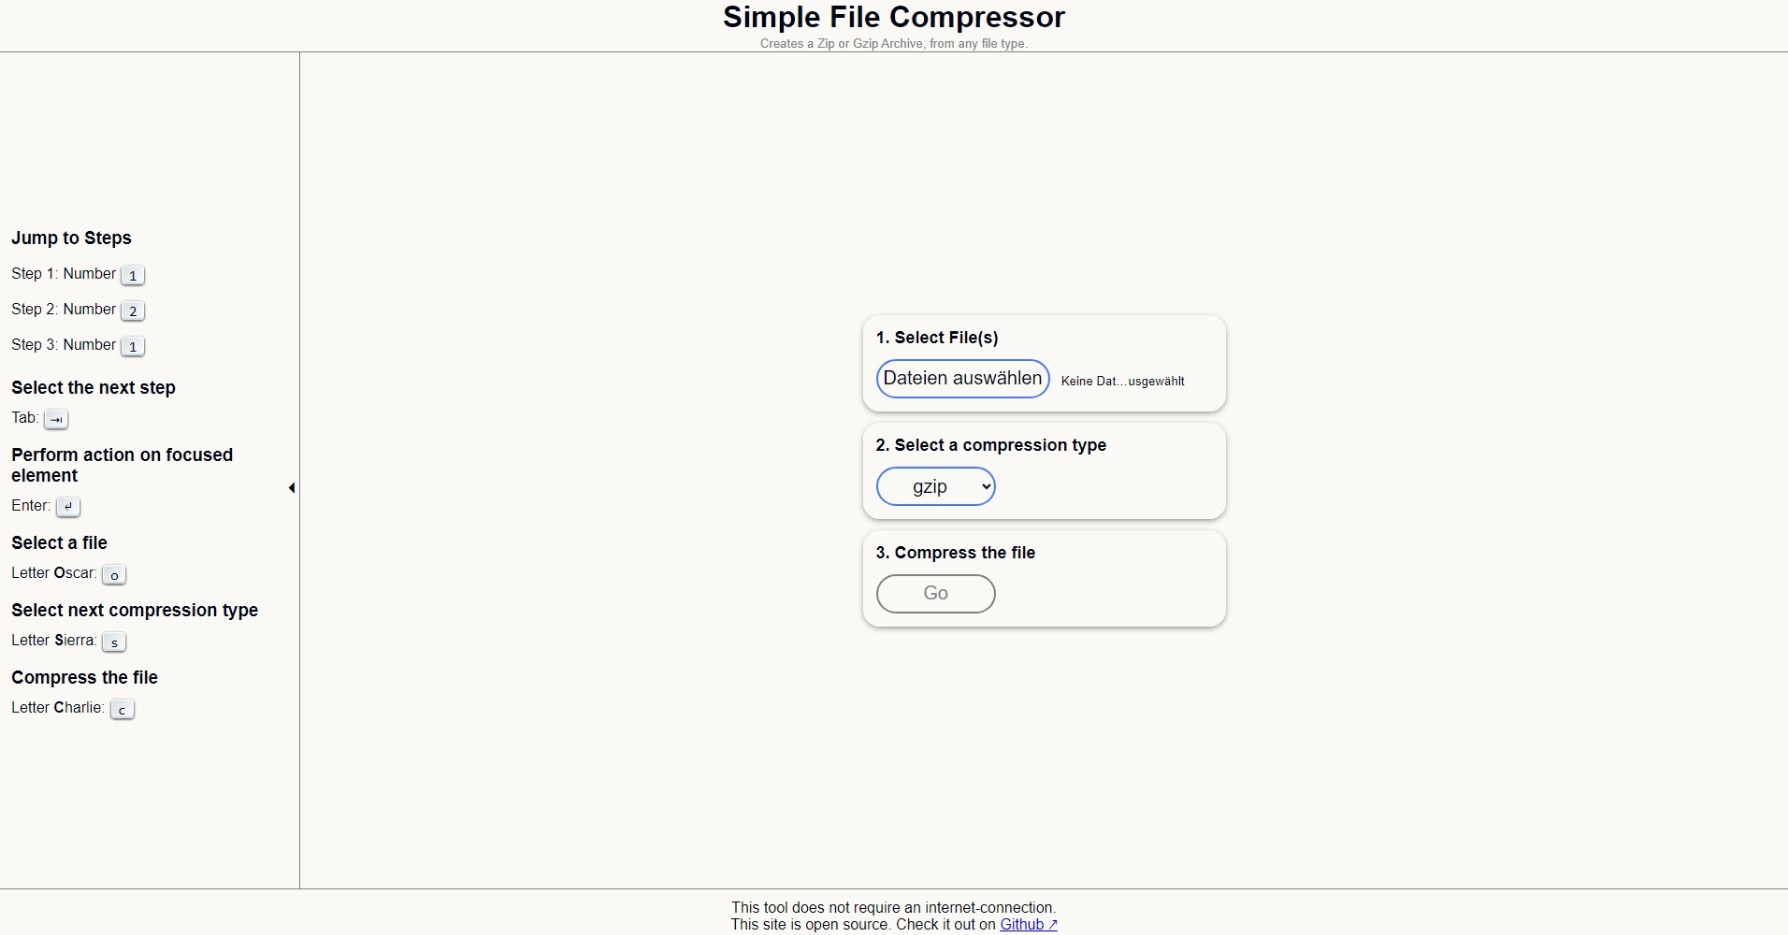 Simple File Compressor
Creates a Zip or Gzip Archive, from any file type.
Jump to Steps
Step 1: Number 1
Step 2: Number 2
Step 3: Number 1
Select the next step
Tab: ⇥
Perform action on focused
element
Enter: ↵
Select a file
Letter Oscar: o
Select next compression type
Letter Sierra: s
Compress the file
Letter Charlie: c
1. Select File(s)
Dateien auswählen Keine Dat...usgewählt
2. Select a compression type
gzip
3. Compress the file
Go
This tool does not require an internet-connection.
This site is open source. Check it out on Github ↗